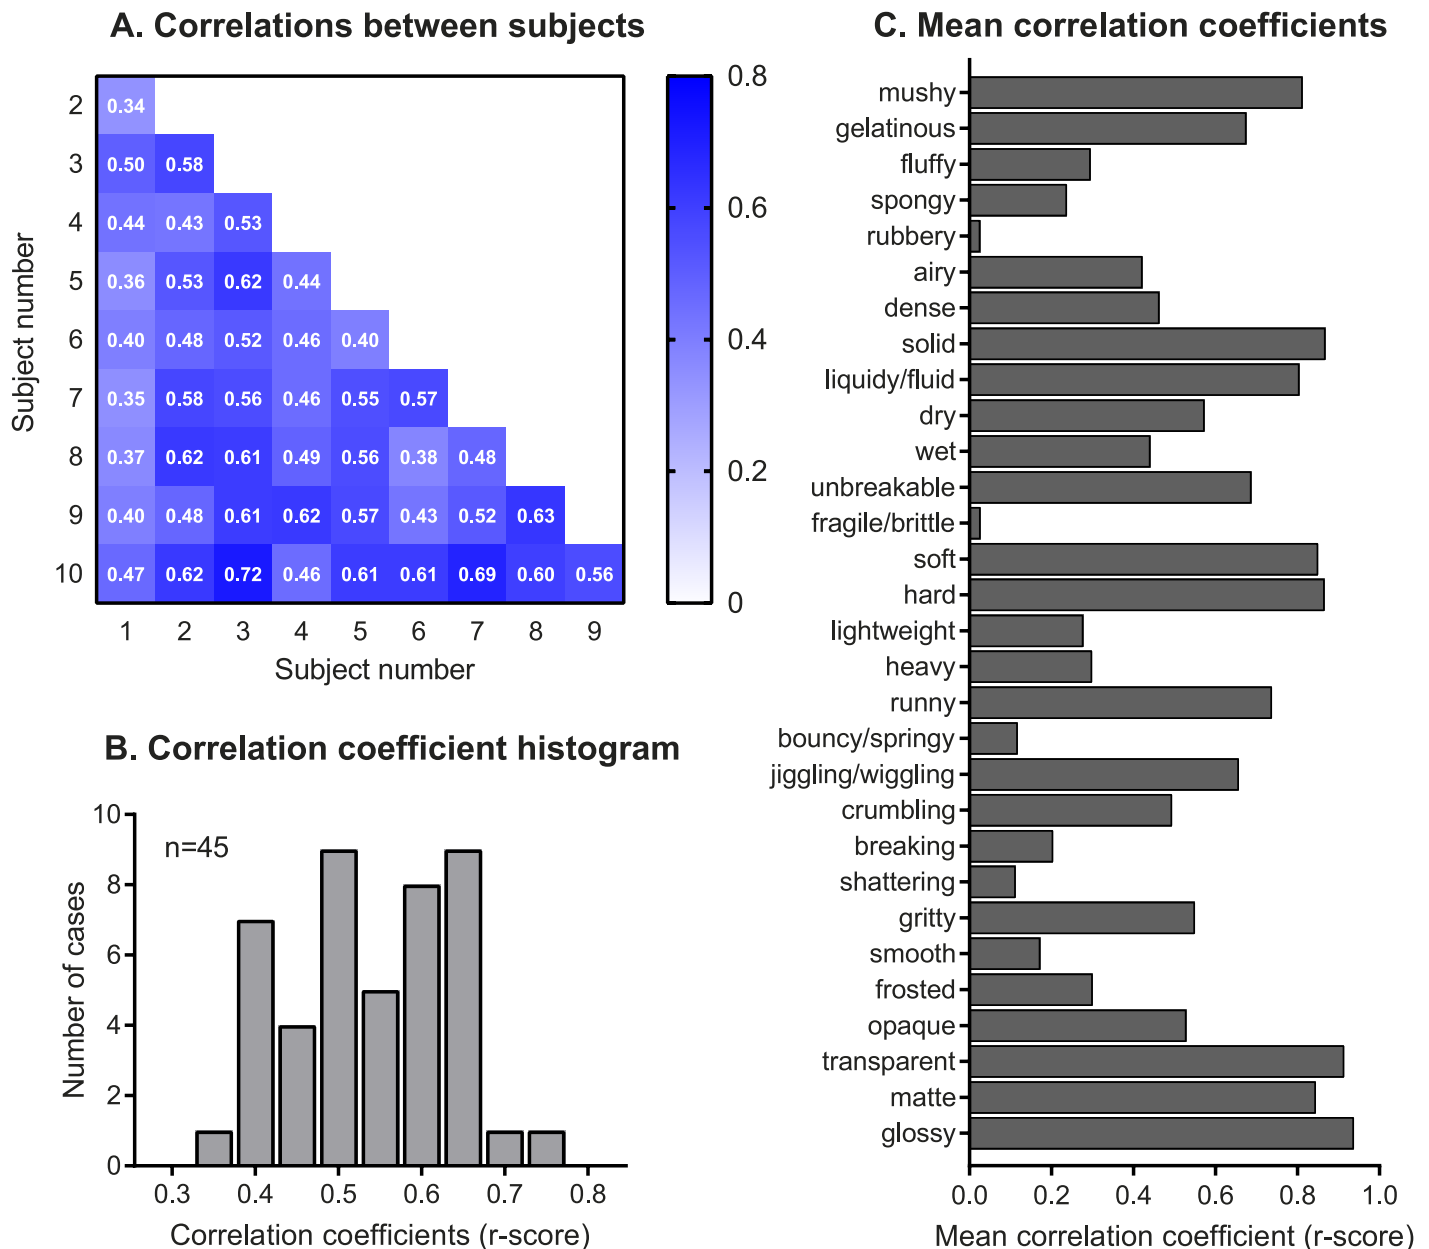 A. Correlations between subjects
Subject number
2 0.34
3 0.50 0.58
4 0.44 0.43 0.53
5 0.36 0.53 0.62 0.44
6 0.40 0.48 0.52 0.46 0.40
7 0.35 0.58 0.56 0.46 0.55 0.57
8 0.37 0.62 0.61 0.49 0.56 0.38 0.48
9 0.40 0.48 0.61 0.62 0.57 0.43 0.52 0.63
10 0.47 0.62 0.72 0.46 0.61 0.61 0.69 0.60 0.56
1 2 3 4 5 6 7 8 9
Subject number
0.8
0.6
0.4
0.2
0
B. Correlation coefficient histogram
n=45
Number of cases
10
8
6
4
2
0
0.3 0.4 0.5 0.6 0.7 0.8
Correlation coefficients (r-score)
C. Mean correlation coefficients
mushy
gelatinous
fluffy
spongy
rubbery
airy
dense
solid
liquidy/fluid
dry
wet
unbreakable
fragile/brittle
soft
hard
lightweight
heavy
runny
bouncy/springy
jiggling/wiggling
crumbling
breaking
shattering
gritty
smooth
frosted
opaque
transparent
matte
glossy
0.0 0.2 0.4 0.6 0.8 1.0
Mean correlation coefficient (r-score)